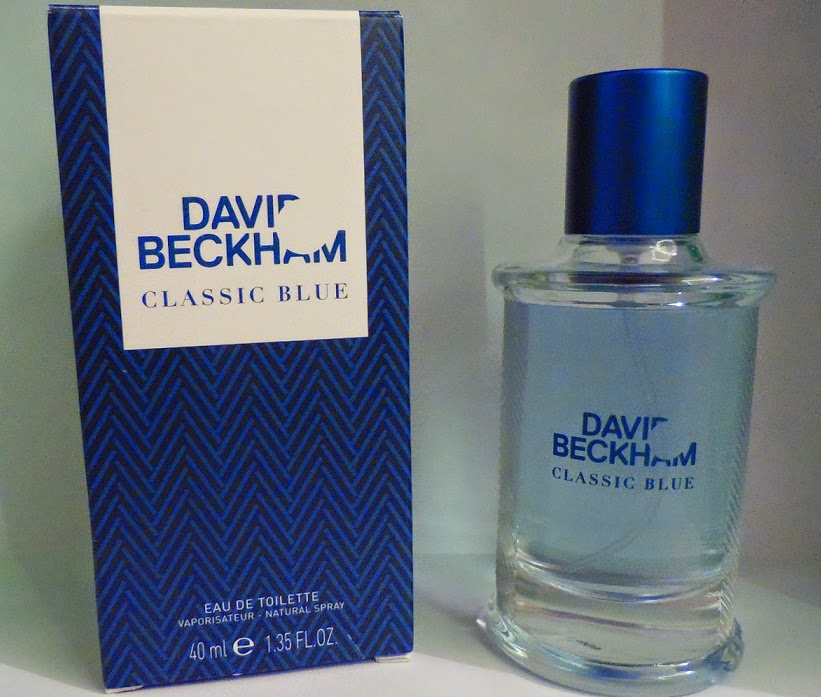 DAVID
BECKHAM
CLASSIC BLUE
EAU DE TOILETTE
VAPORISATEUR - NATURAL SPRAY
40 ml e 1.35 FL.OZ.
DAVID
BECKHAM
CLASSIC BLUE